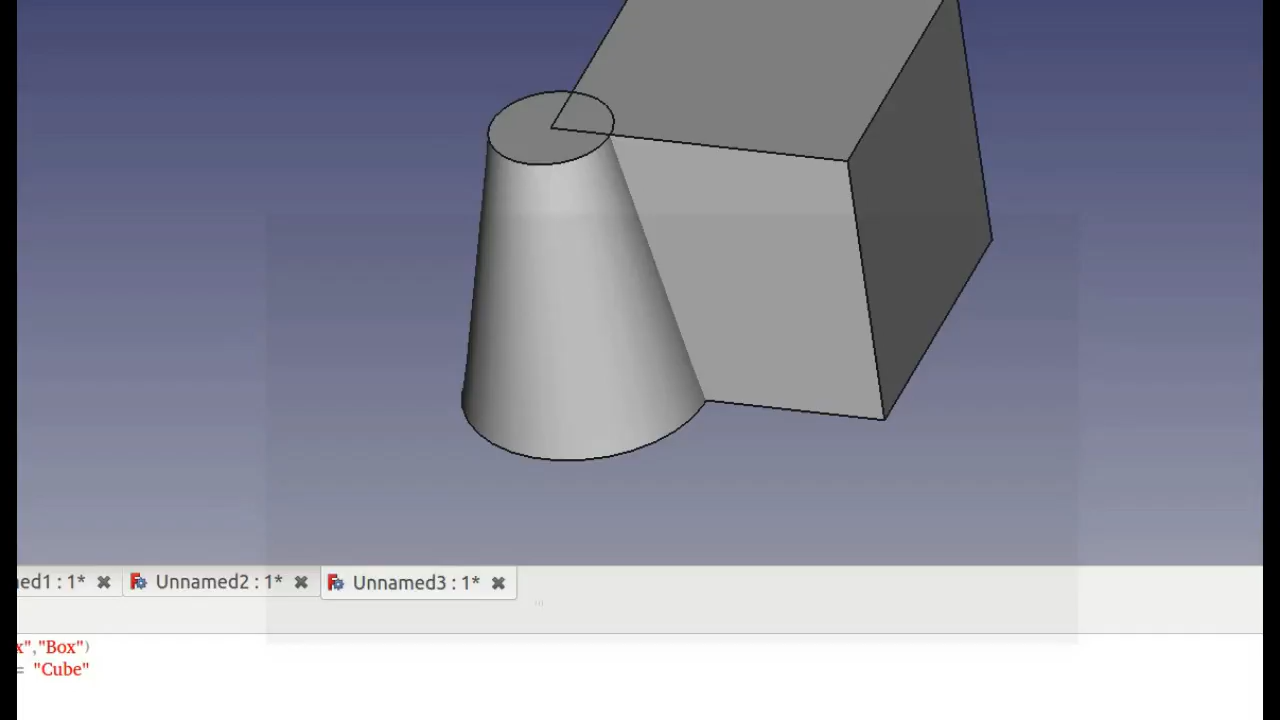 ed1 : 1*
Unnamed2 : 1*
Unnamed3 : 1*
x","Box")
= "Cube"